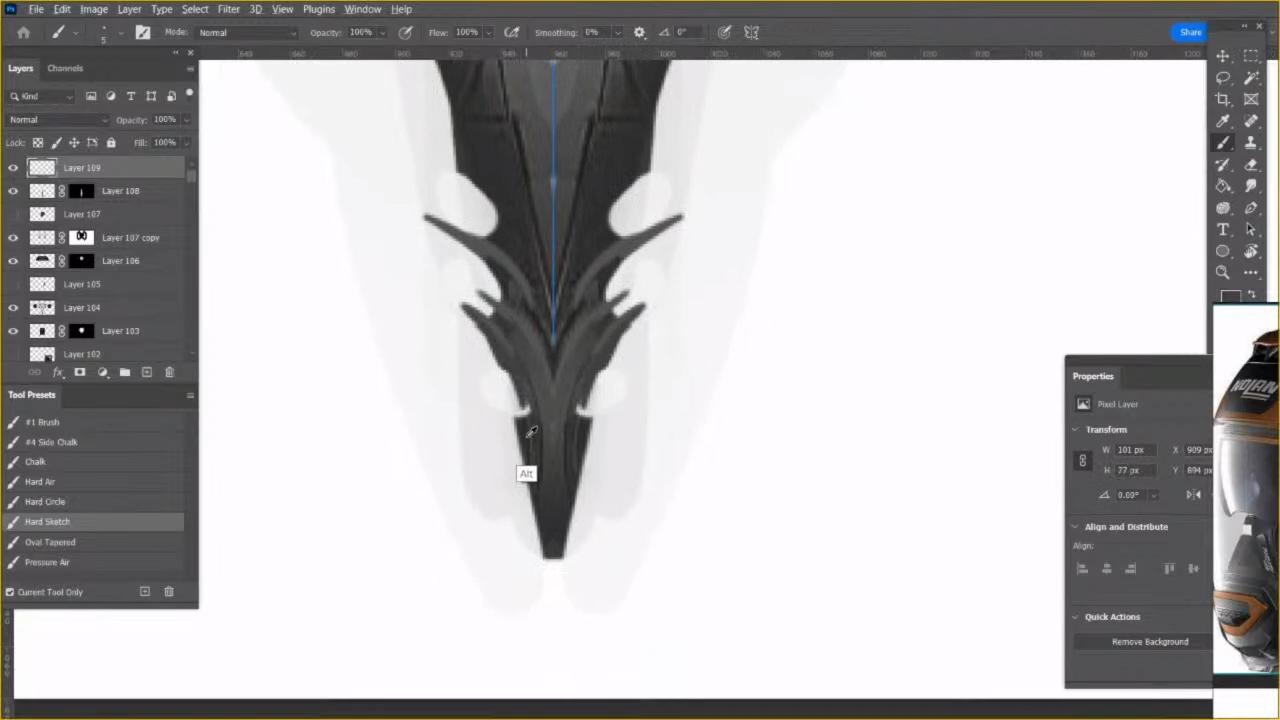 Ps File Edit Image Layer Type Select Filter 3D View Plugins Window Help
5 Mode: Normal Opacity: 100% Flow: 100% Smoothing: 0% 0° Share
Layers Channels
Kind
Normal Opacity: 100%
Lock: Fill: 100%
Layer 109
Layer 108
Layer 107
Layer 107 copy
Layer 106
Layer 105
Layer 104
Layer 103
Layer 102
fx
Tool Presets
#1 Brush
#4 Side Chalk
Chalk
Hard Air
Hard Circle
Hard Sketch
Oval Tapered
Pressure Air
Current Tool Only
Alt
Properties
Pixel Layer
Transform
W 101 px X 909 px
H 77 px Y 894 px
0.00°
Align and Distribute
Align:
Quick Actions
Remove Background
NOLAN